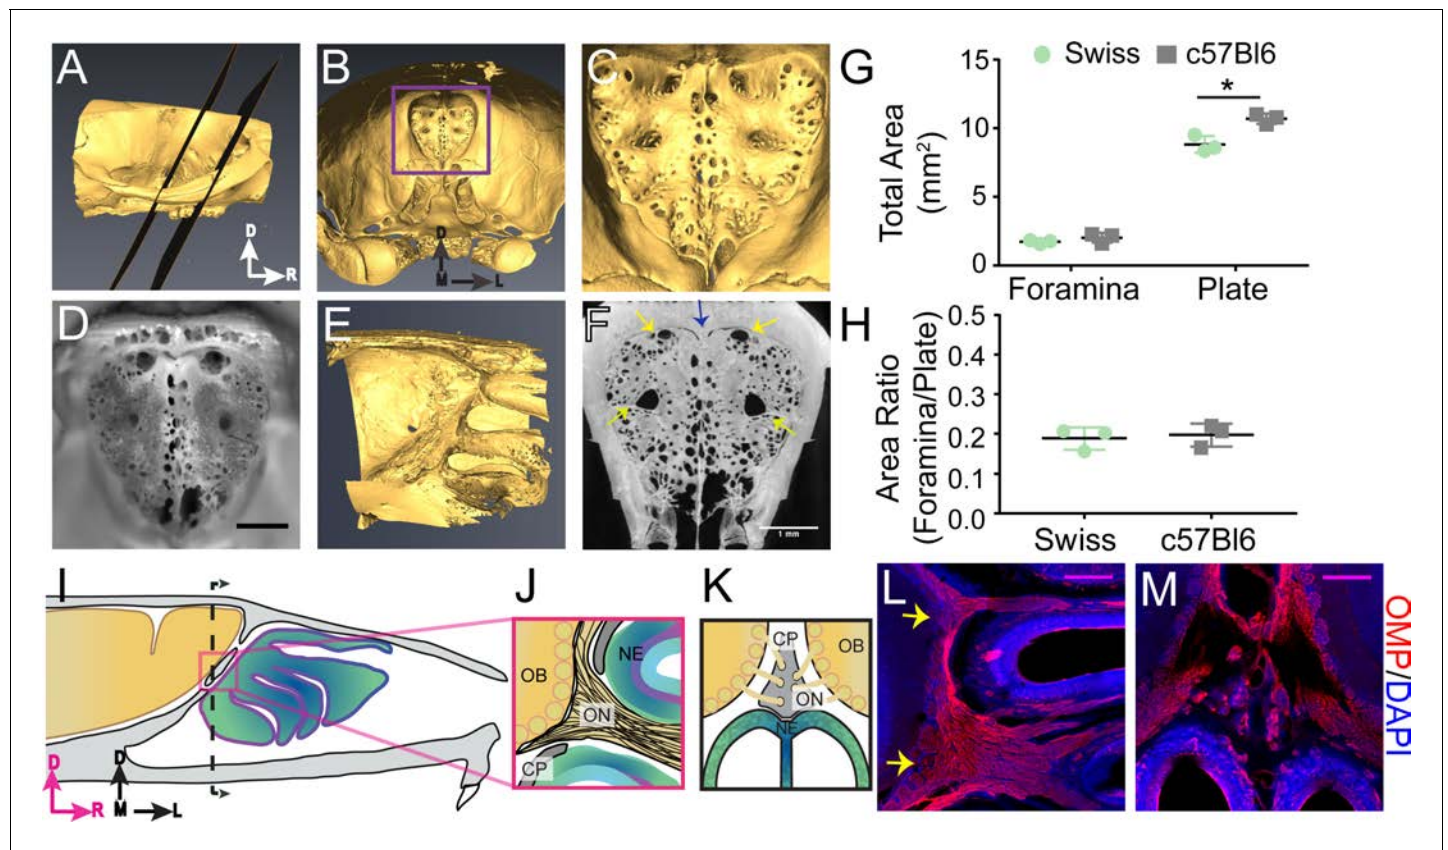 A
B
C
G
Swiss
c57Bl6
Total Area
(mm²)
15
10
5
0
*
Foramina
Plate
D
R
D
M
L
D
E
F
1 mm
H
Area Ratio
(Foramina/Plate)
0.5
0.4
0.3
0.2
0.1
0.0
Swiss
c57Bl6
I
D
R
D
M
L
J
OB
NE
ON
CP
K
CP
OB
ON
NE
L
M
OMP/DAPI